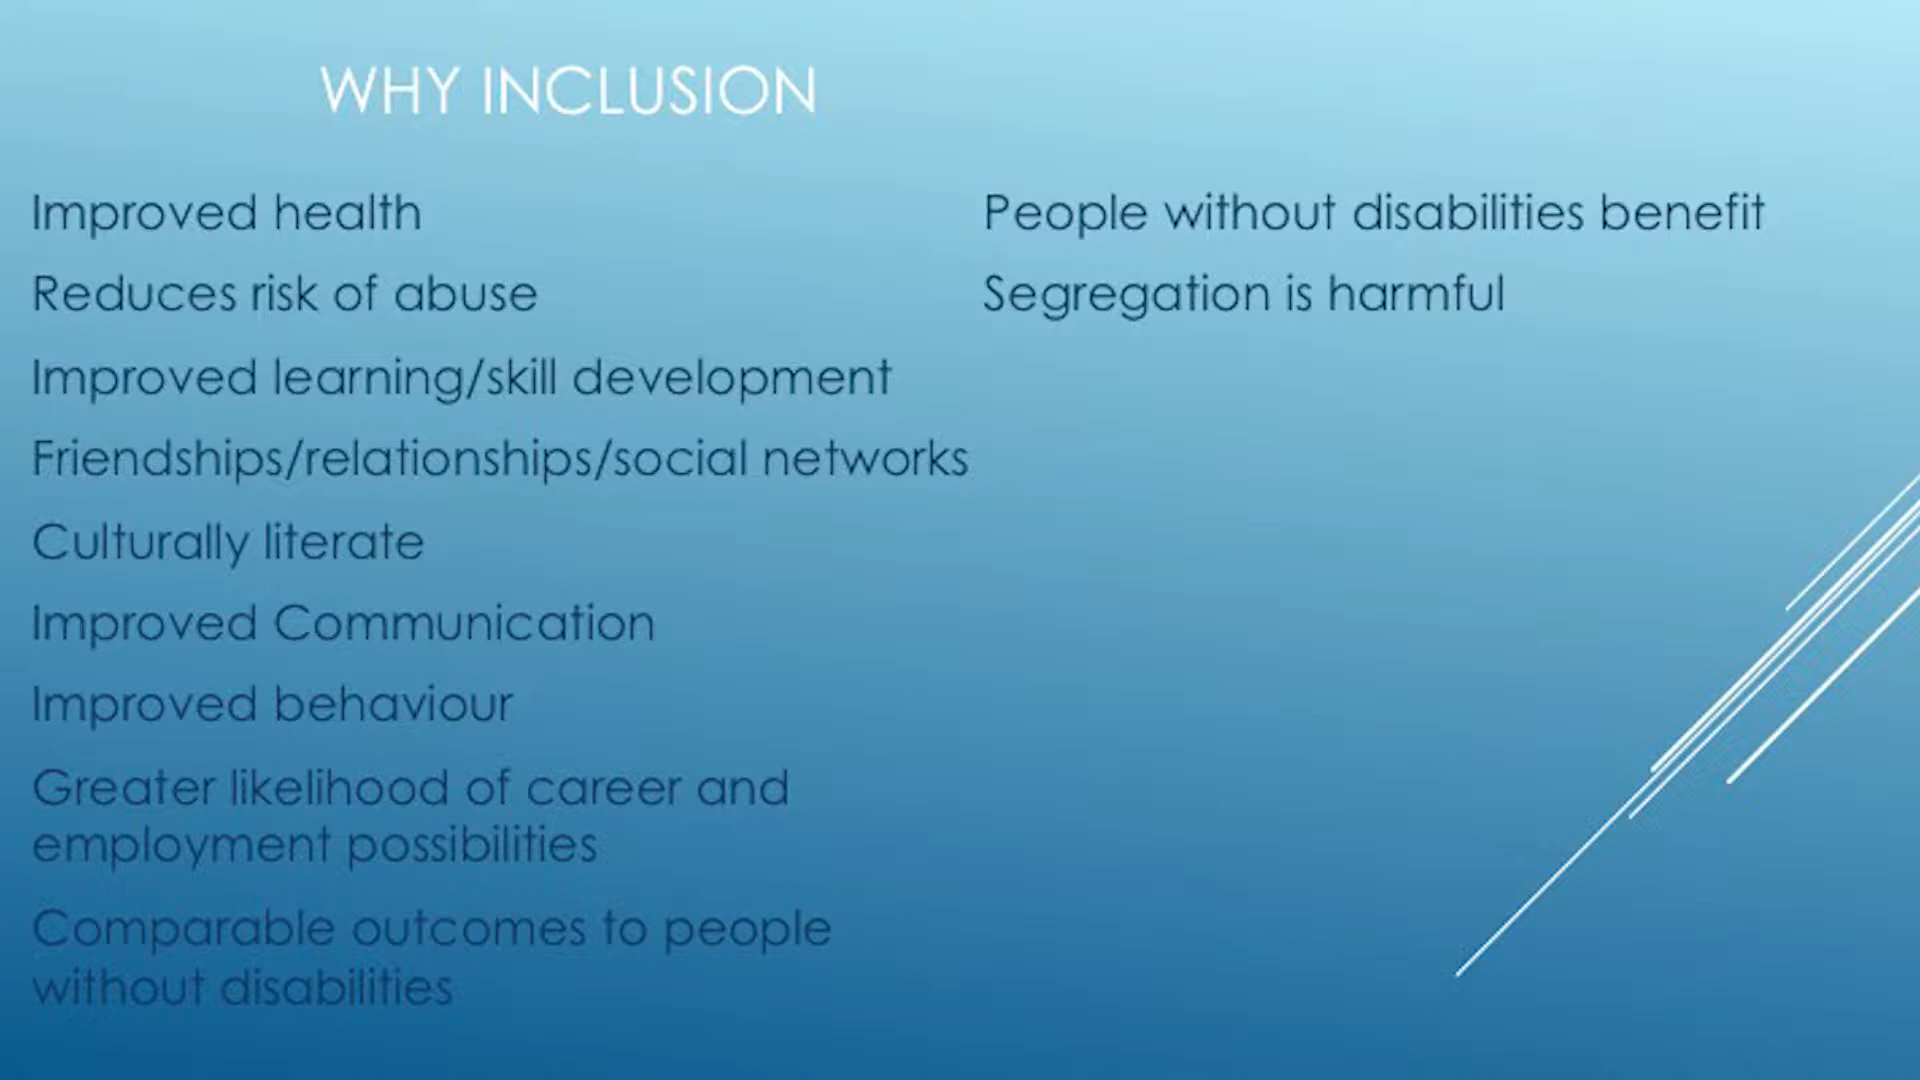 WHY INCLUSION
Improved health
Reduces risk of abuse
Improved learning/skill development
Friendships/relationships/social networks
Culturally literate
Improved Communication
Improved behaviour
Greater likelihood of career and
employment possibilities
Comparable outcomes to people
without disabilities
People without disabilities benefit
Segregation is harmful